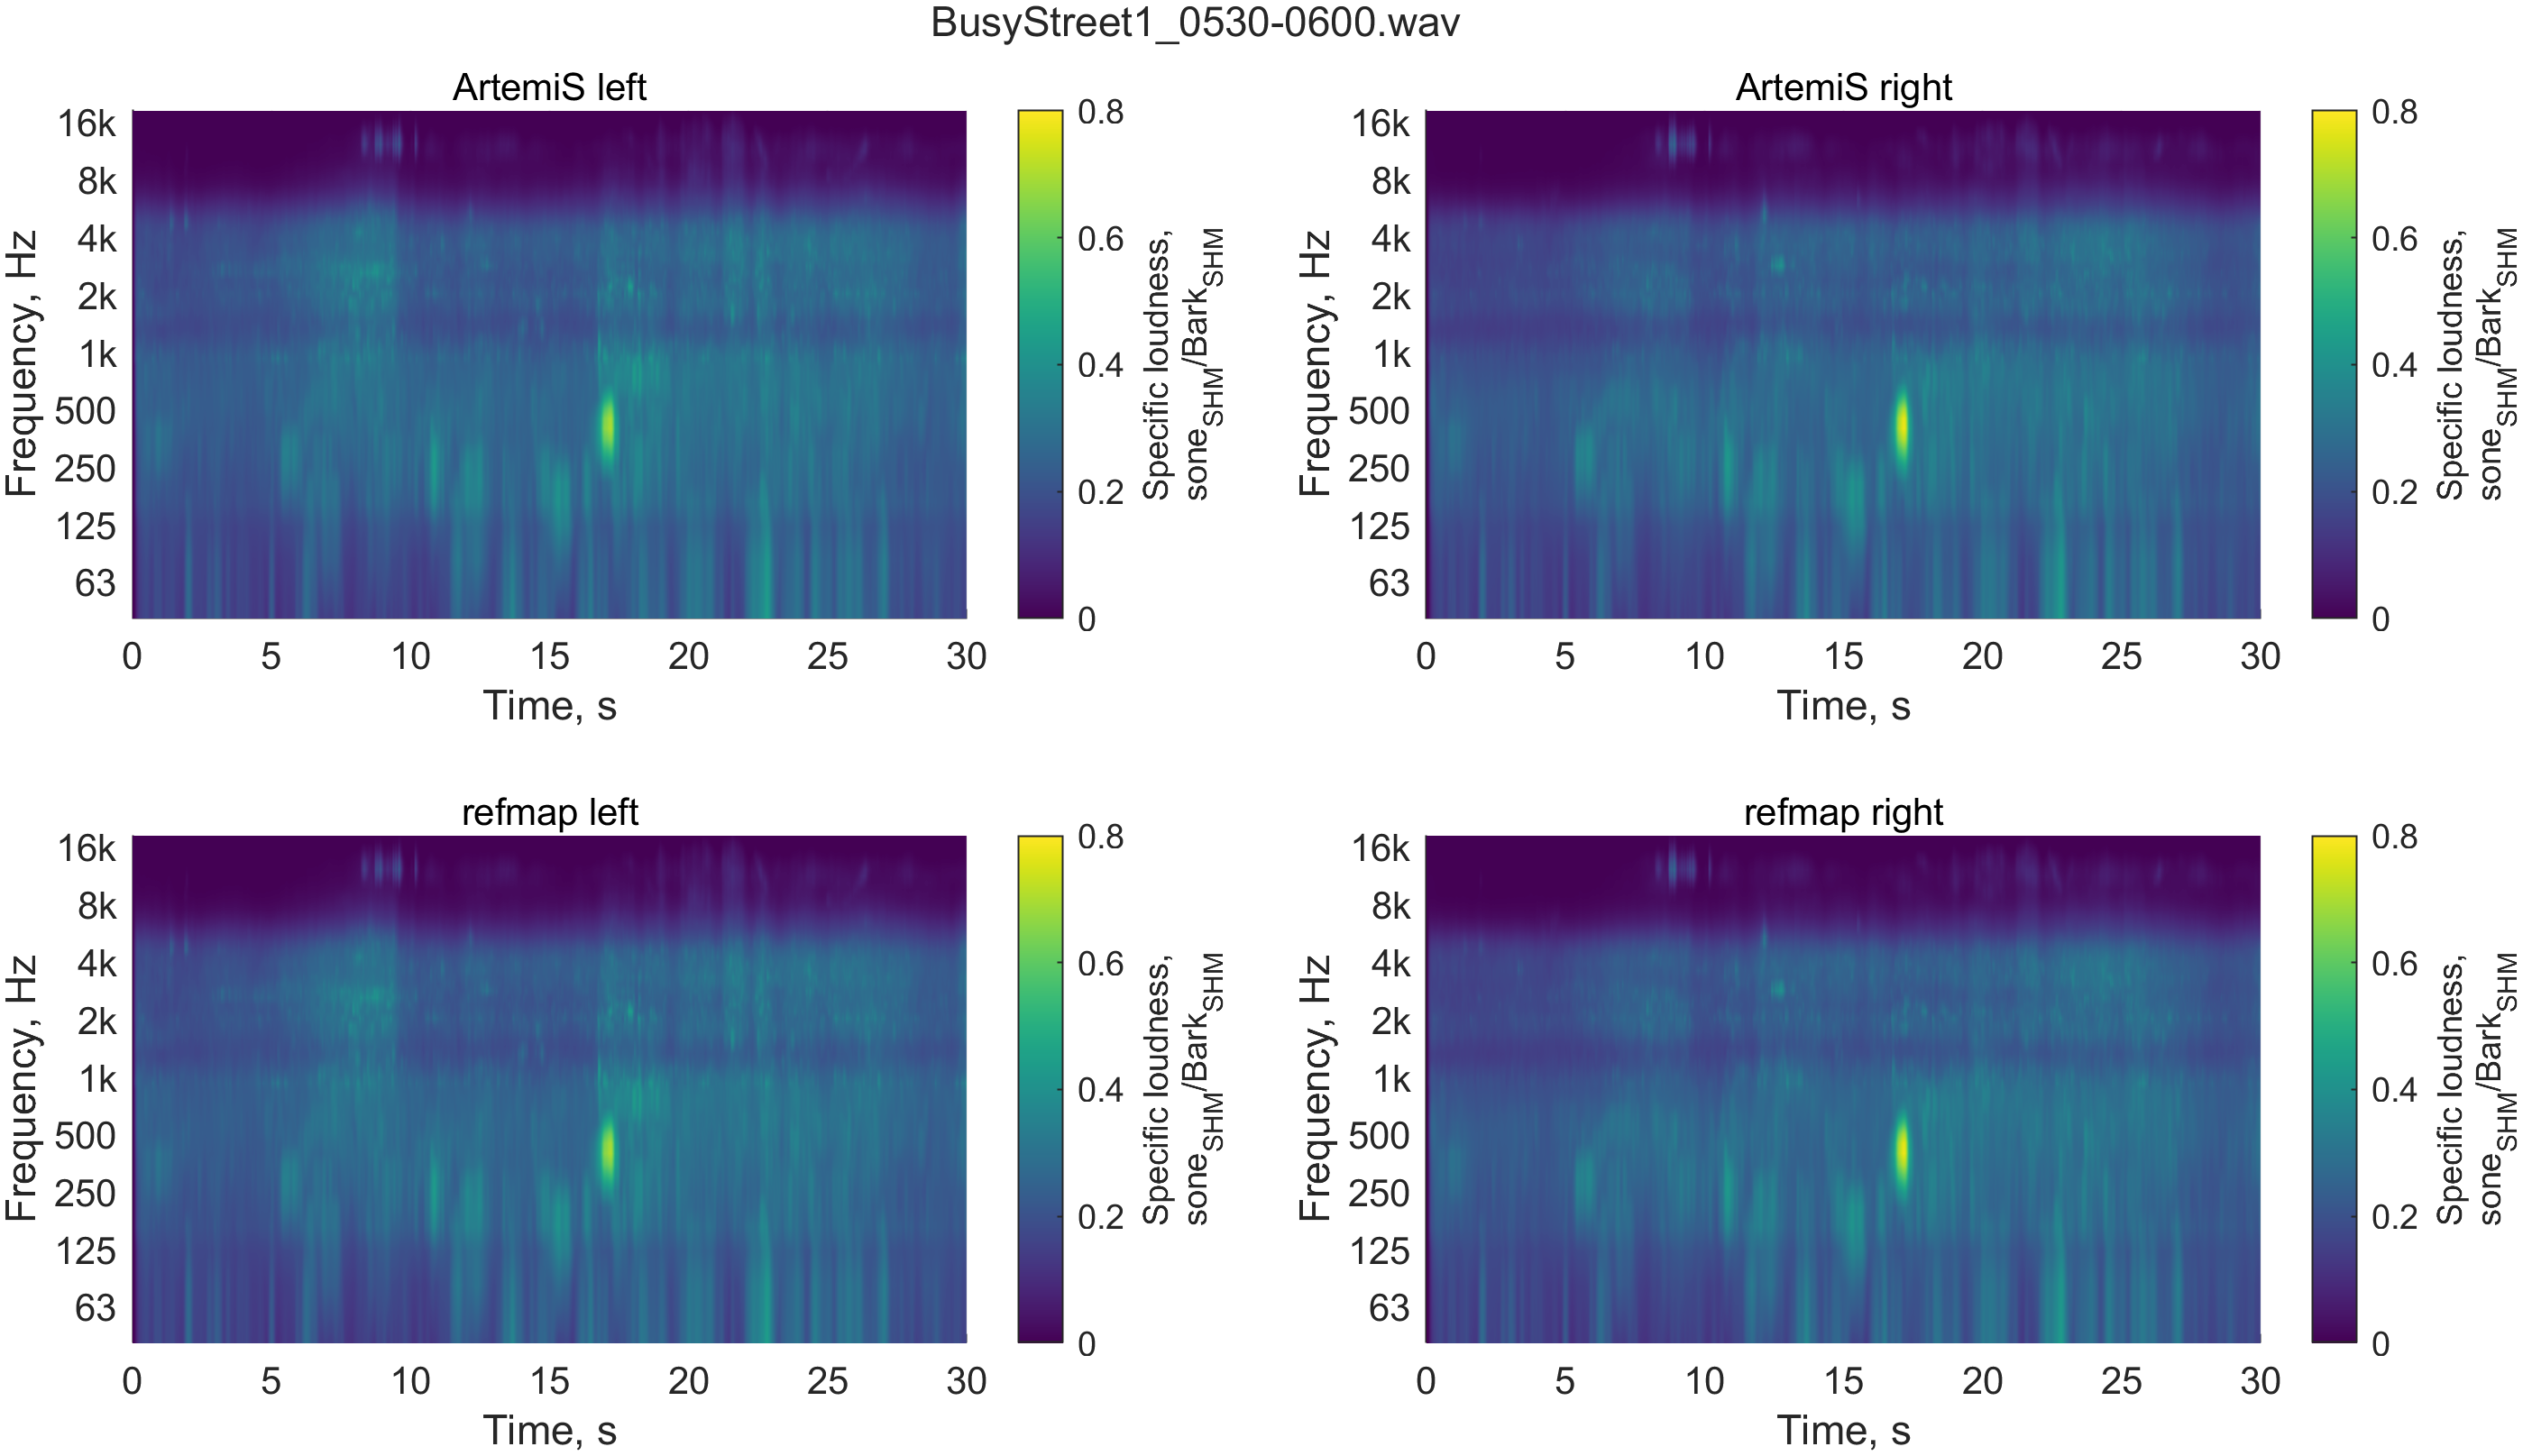 BusyStreet1_0530-0600.wav
ArtemiS left
16k
8k
4k
2k
1k
500
250
125
63
Frequency, Hz
0 5 10 15 20 25 30
Time, s
0.8
0.6
0.4
0.2
0
Specific loudness,
sone_SHM/Bark_SHM
ArtemiS right
16k
8k
4k
2k
1k
500
250
125
63
Frequency, Hz
0 5 10 15 20 25 30
Time, s
0.8
0.6
0.4
0.2
0
Specific loudness,
sone_SHM/Bark_SHM
refmap left
16k
8k
4k
2k
1k
500
250
125
63
Frequency, Hz
0 5 10 15 20 25 30
Time, s
0.8
0.6
0.4
0.2
0
Specific loudness,
sone_SHM/Bark_SHM
refmap right
16k
8k
4k
2k
1k
500
250
125
63
Frequency, Hz
0 5 10 15 20 25 30
Time, s
0.8
0.6
0.4
0.2
0
Specific loudness,
sone_SHM/Bark_SHM